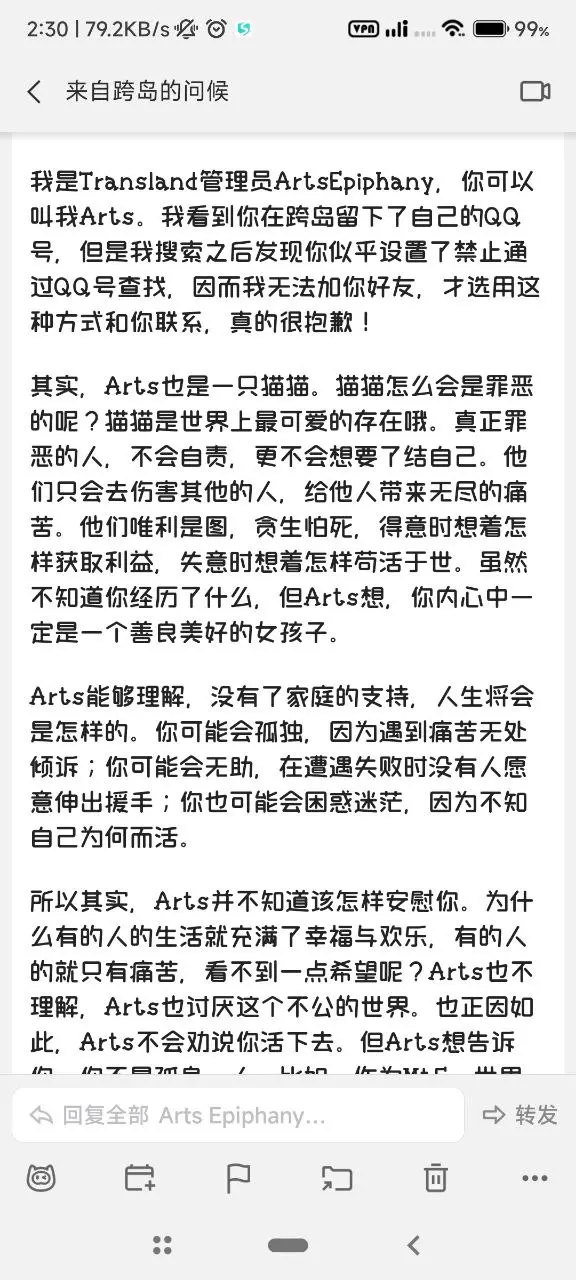 2:30 | 79.2KB/s
VPN
99%
来自跨岛的问候
我是Transland管理员ArtsEpiphany，你可以
叫我Arts。我看到你在跨岛留下了自己的QQ
号，但是我搜索之后发现你似乎设置了禁止通
过QQ号查找，因而我无法加你好友，才选用这
种方式和你联系，真的很抱歉！
其实，Arts也是一只猫猫。猫猫怎么会是罪恶
的呢？猫猫是世界上最可爱的存在哦。真正罪
恶的人，不会自责，更不会想要了结自己。他
们只会去伤害其他的人，给他人带来无尽的痛
苦。他们唯利是图，贪生怕死，得意时想着怎
样获取利益，失意时想着怎样苟活于世。虽然
不知道你经历了什么，但Arts想，你内心中一
定是一个善良美好的女孩子。
Arts能够理解，没有了家庭的支持，人生将会
是怎样的。你可能会孤独，因为遇到痛苦无处
倾诉；你可能会无助，在遭遇失败时没有人愿
意伸出援手；你也可能会困惑迷茫，因为不知
自己为何而活。
所以其实，Arts并不知道该怎样安慰你。为什
么有的人的生活就充满了幸福与欢乐，有的人
的就只有痛苦，看不到一点希望呢？Arts也不
理解，Arts也讨厌这个不公的世界。也正因如
此，Arts不会劝说你活下去。但Arts想告诉
回复全部 Arts Epiphany...
转发